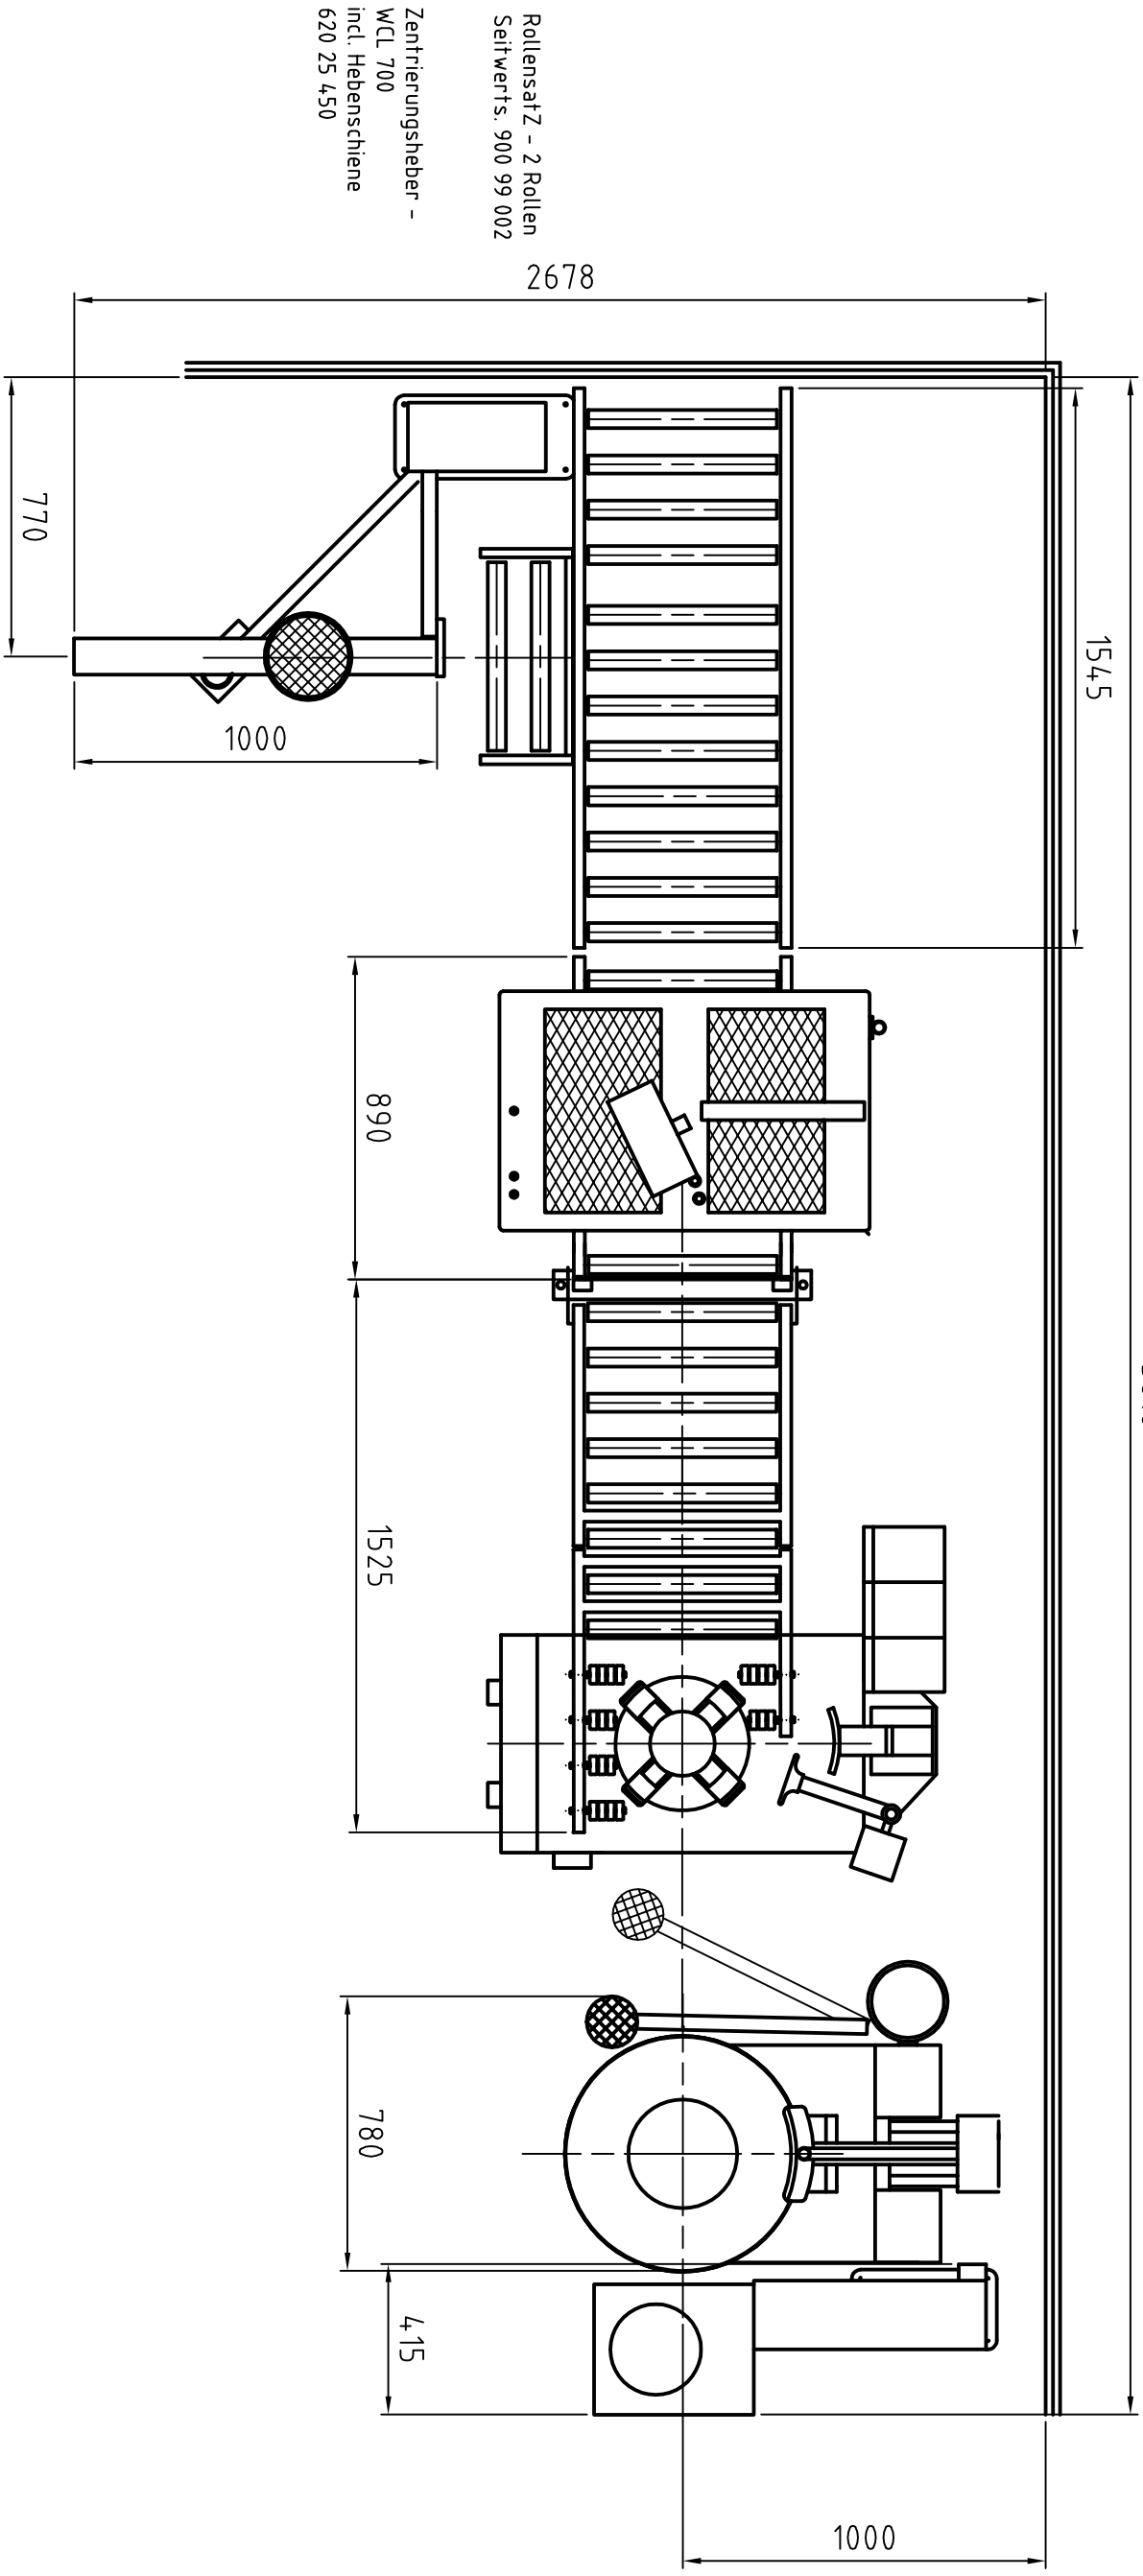 RollensatZ - 2 Rollen
Seitwerts. 900 99 002
Zentrierungsheber -
WCL 700
incl. Hebenschiene
620 25 450
2678
770
1000
1545
890
1525
780
415
1000